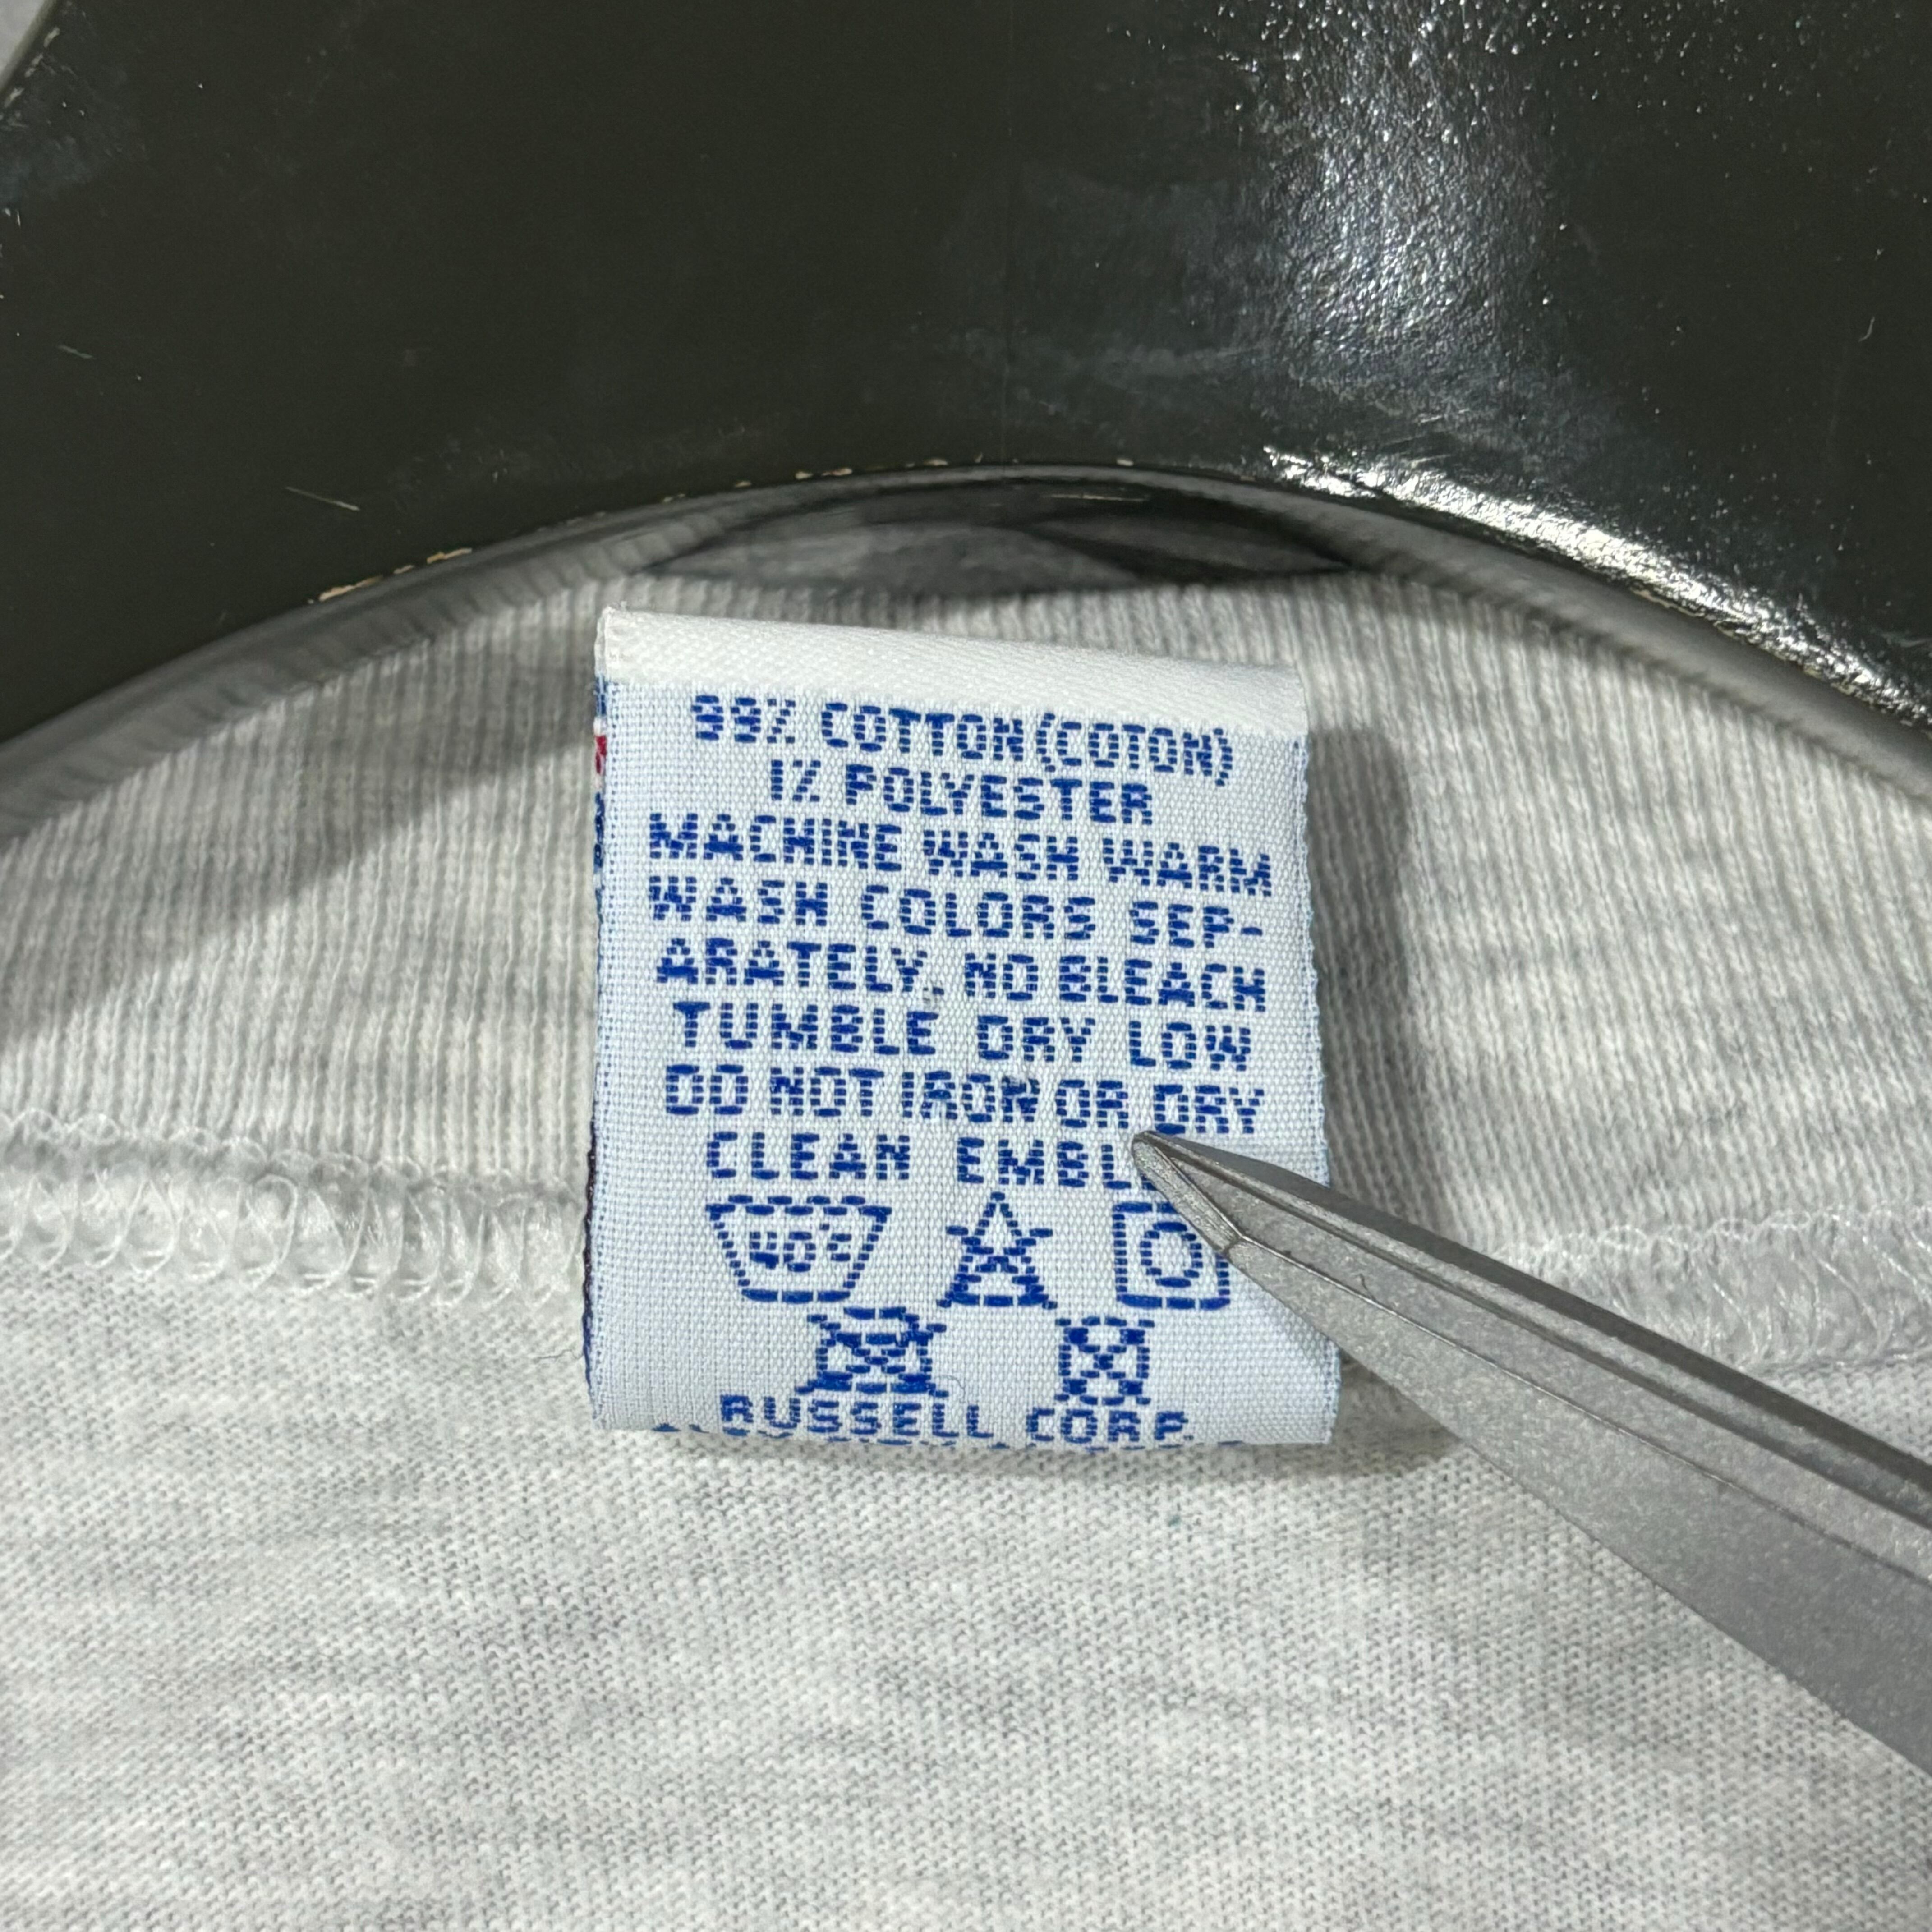 99% COTTON (COTON)
1% POLYESTER
MACHINE WASH WARM
WASH COLORS SEP-
ARATELY. NO BLEACH
TUMBLE DRY LOW
DO NOT IRON OR DRY
CLEAN
40°C
RUSSELL CORP.